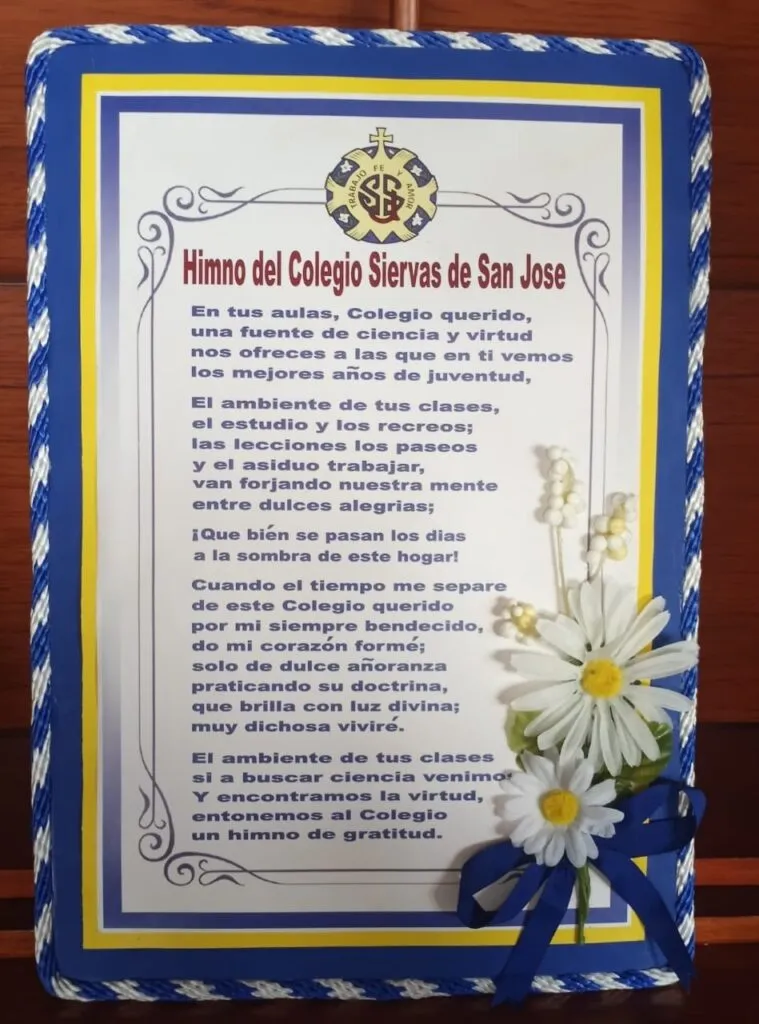 TRABAJO FE Y AMOR
SSJ
Himno del Colegio Siervas de San Jose
En tus aulas, Colegio querido,
una fuente de ciencia y virtud
nos ofreces a las que en ti vemos
los mejores años de juventud,
El ambiente de tus clases,
el estudio y los recreos;
las lecciones los paseos
y el asiduo trabajar,
van forjando nuestra mente
entre dulces alegrias;
¡Que bién se pasan los dias
a la sombra de este hogar!
Cuando el tiempo me separe
de este Colegio querido
por mi siempre bendecido,
do mi corazón formé;
solo de dulce añoranza
praticando su doctrina,
que brilla con luz divina;
muy dichosa viviré.
El ambiente de tus clases
si a buscar ciencia venimos
Y encontramos la virtud,
entonemos al Colegio
un himno de gratitud.